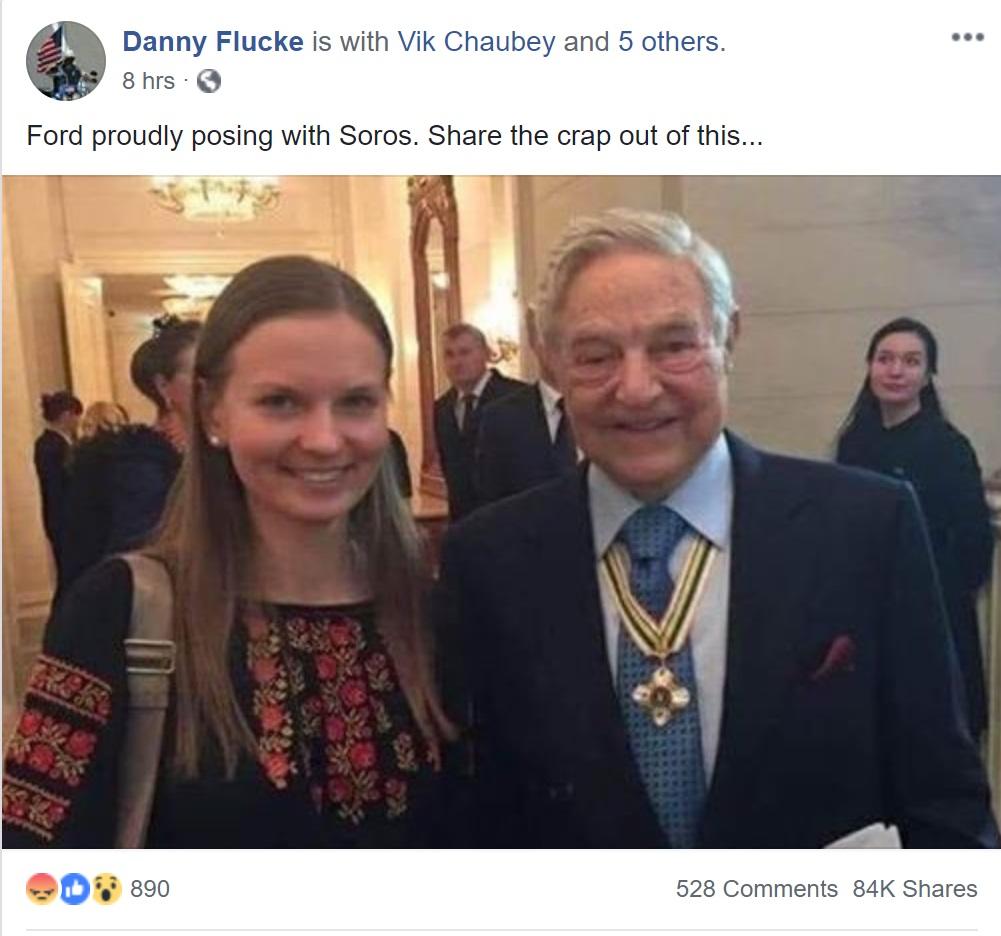 Danny Flucke is with Vik Chaubey and 5 others.
8 hrs ·
Ford proudly posing with Soros. Share the crap out of this...
890
528 Comments 84K Shares